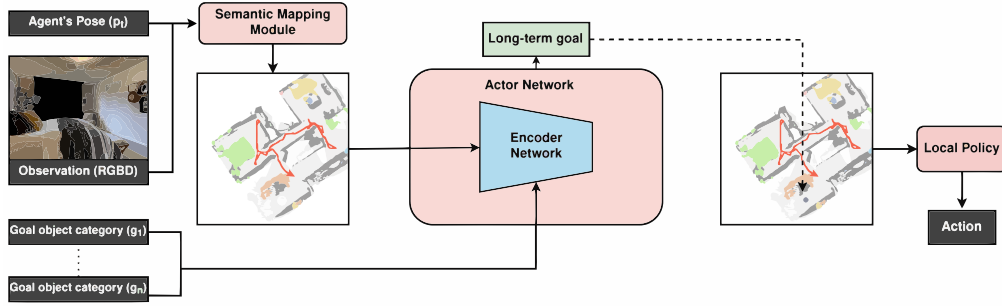 Agent's Pose (pₜ)
Semantic Mapping
Module
Observation (RGBD)
Long-term goal
Actor Network
Encoder
Network
Local Policy
Action
Goal object category (g₁)
Goal object category (gₙ)